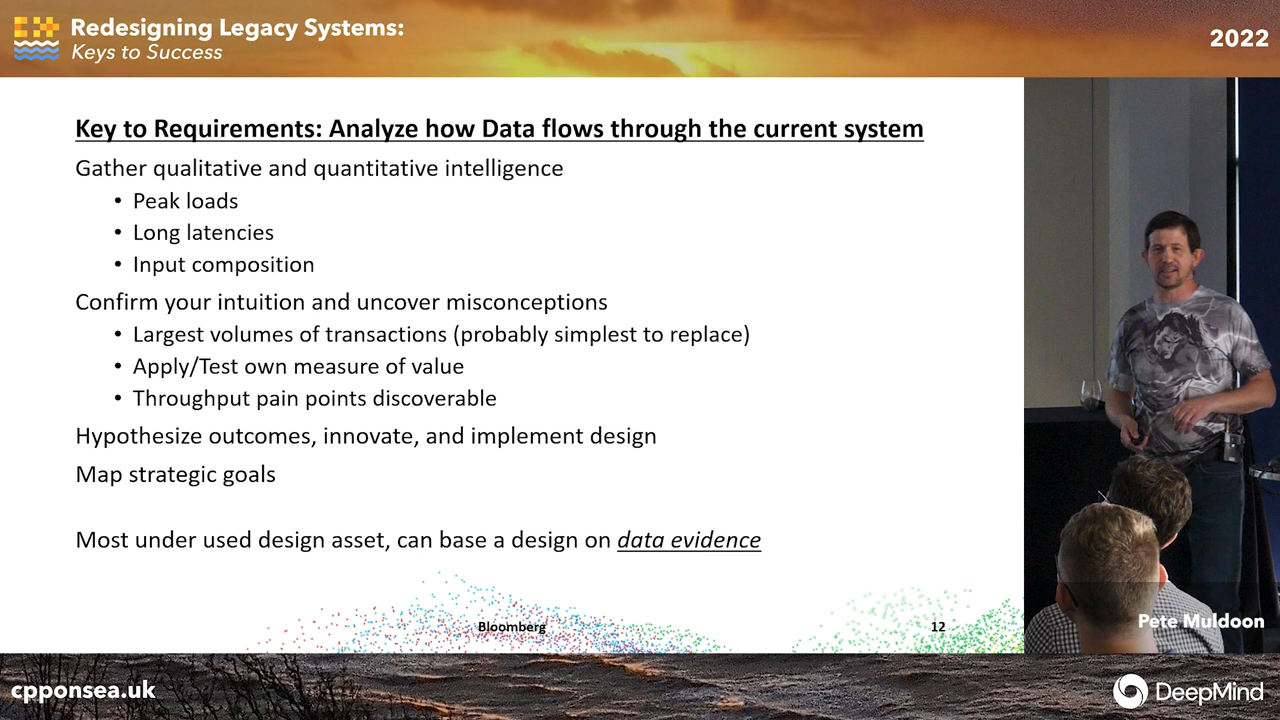 Redesigning Legacy Systems:
Keys to Success
2022
Key to Requirements: Analyze how Data flows through the current system
Gather qualitative and quantitative intelligence
• Peak loads
• Long latencies
• Input composition
Confirm your intuition and uncover misconceptions
• Largest volumes of transactions (probably simplest to replace)
• Apply/Test own measure of value
• Throughput pain points discoverable
Hypothesize outcomes, innovate, and implement design
Map strategic goals
Most under used design asset, can base a design on data evidence
Bloomberg
12
Pete Muldoon
cpponsea.uk
DeepMind